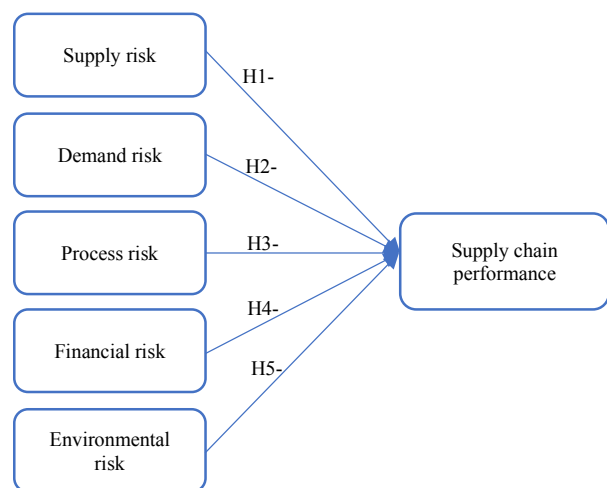 Supply risk
H1-
Demand risk
H2-
Process risk
H3-
Supply chain
performance
Financial risk
H4-
H5-
Environmental
risk